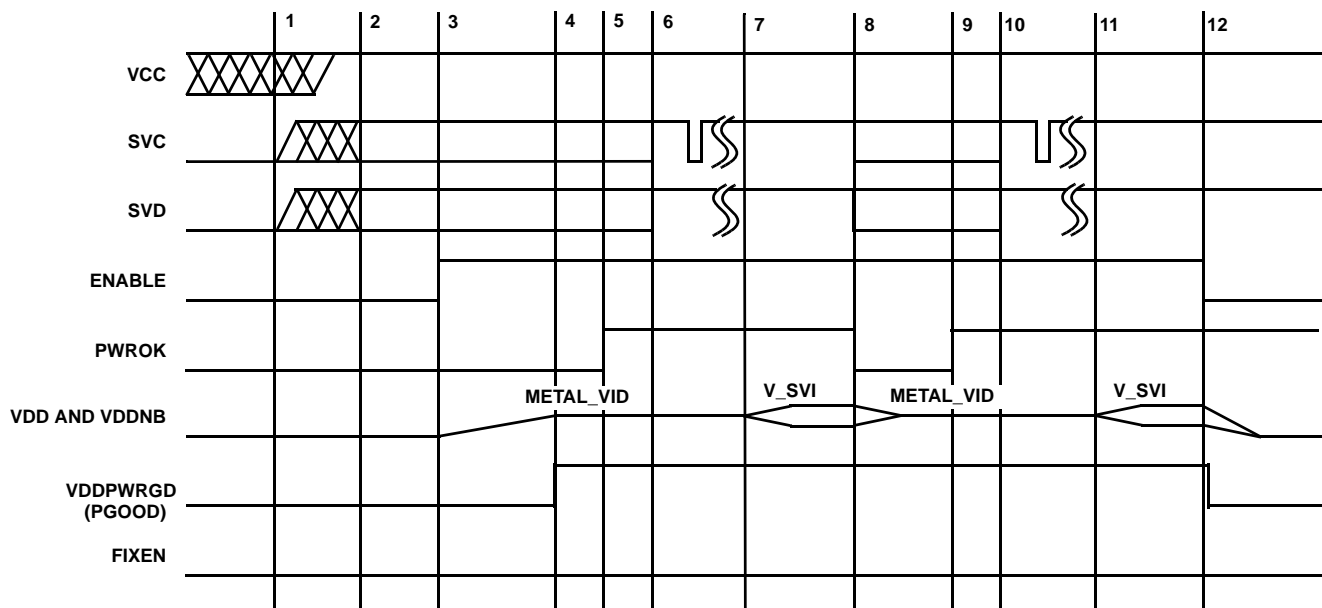 1 2 3 4 5 6 7 8 9 10 11 12
VCC
SVC
SVD
ENABLE
PWROK
METAL_VID V_SVI METAL_VID V_SVI
VDD AND VDDNB
VDDPWRGD
(PGOOD)
FIXEN